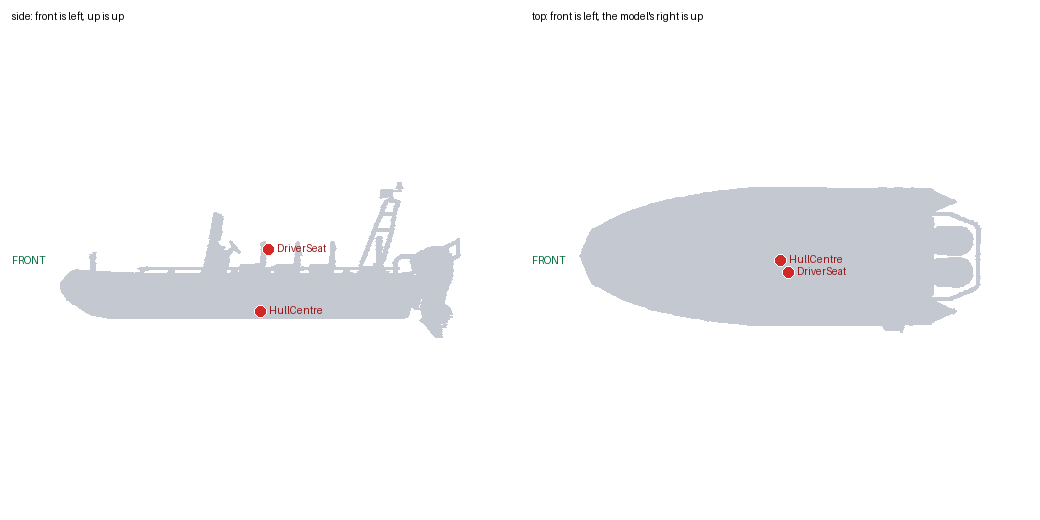 side: front is left, up is up
top: front is left, the model's right is up
DriverSeat
FRONT
HullCentre
FRONT
HullCentre
DriverSeat